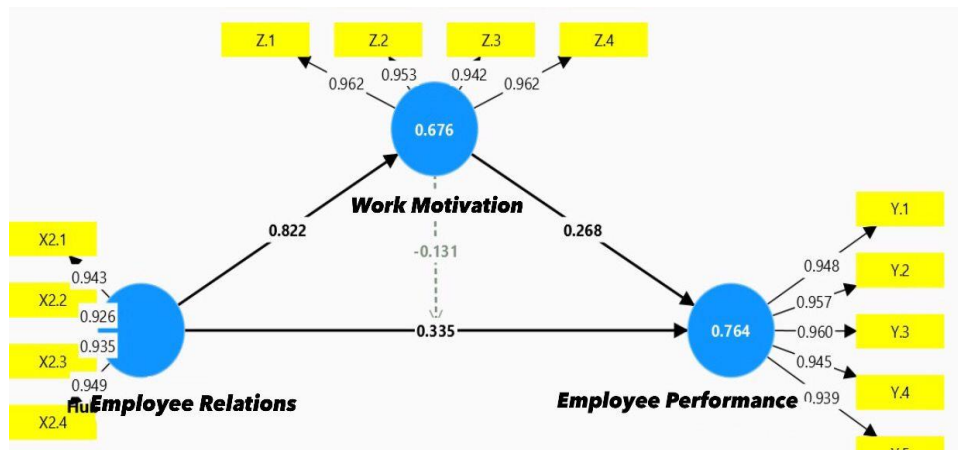 Z.1 Z.2 Z.3 Z.4
0.962 0.953 0.942 0.962
0.676
Work Motivation
0.822 0.268
-0.131
X2.1
X2.2
X2.3
X2.4
0.943
0.926
0.935
0.949
0.335
Employee Relations
0.764
Employee Performance
0.948
0.957
0.960
0.945
0.939
Y.1
Y.2
Y.3
Y.4